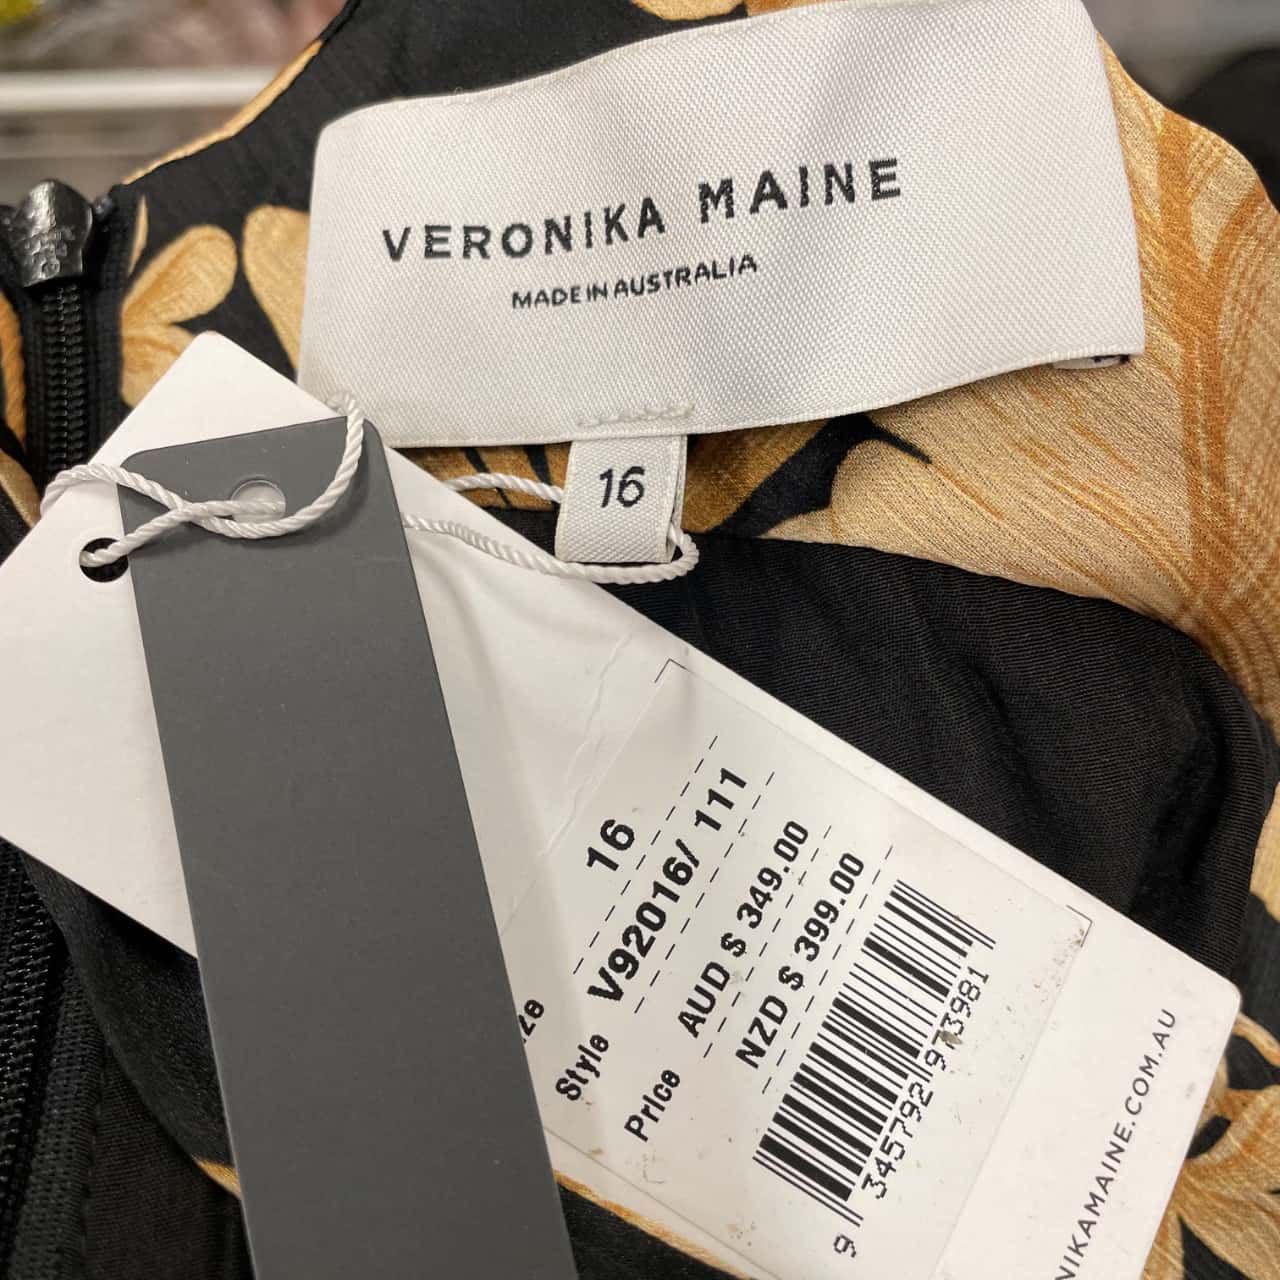 VERONIKA MAINE
MADE IN AUSTRALIA
16
16
Style V92016/ 111
Price AUD $ 349.00
NZD $ 399.00
9 345792 973981
NIKAMAINE.COM.AU